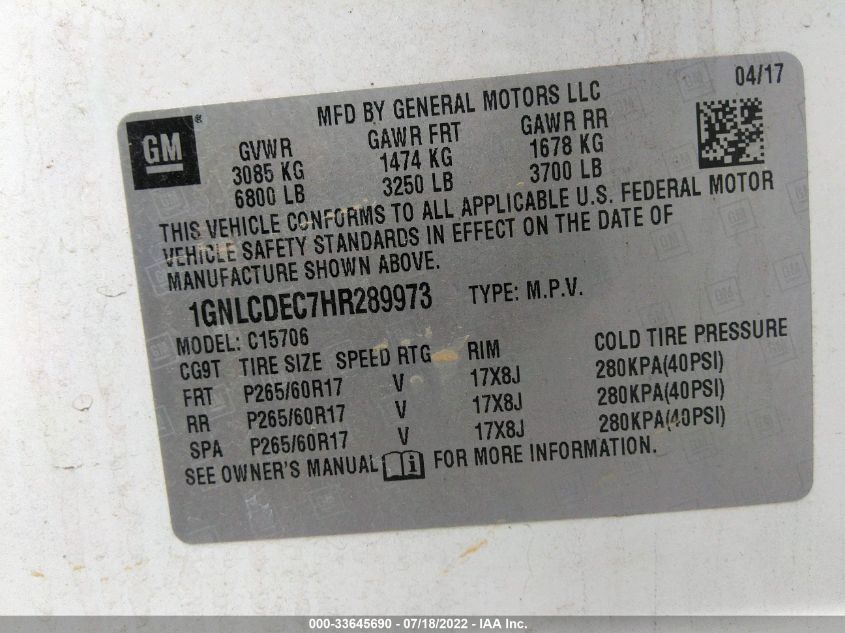 04/17
MFD BY GENERAL MOTORS LLC
GM®
GVWR GAWR FRT GAWR RR
3085 KG 1474 KG 1678 KG
6800 LB 3250 LB 3700 LB
THIS VEHICLE CONFORMS TO ALL APPLICABLE U.S. FEDERAL MOTOR
VEHICLE SAFETY STANDARDS IN EFFECT ON THE DATE OF
MANUFACTURE SHOWN ABOVE.
1GNLCDEC7HR289973 TYPE: M.P.V.
MODEL: C15706
CG9T TIRE SIZE SPEED RTG RIM COLD TIRE PRESSURE
FRT P265/60R17 V 17X8J 280KPA(40PSI)
RR P265/60R17 V 17X8J 280KPA(40PSI)
SPA P265/60R17 V 17X8J 280KPA(40PSI)
SEE OWNER'S MANUAL FOR MORE INFORMATION.
000-33645690 - 07/18/2022 - IAA Inc.